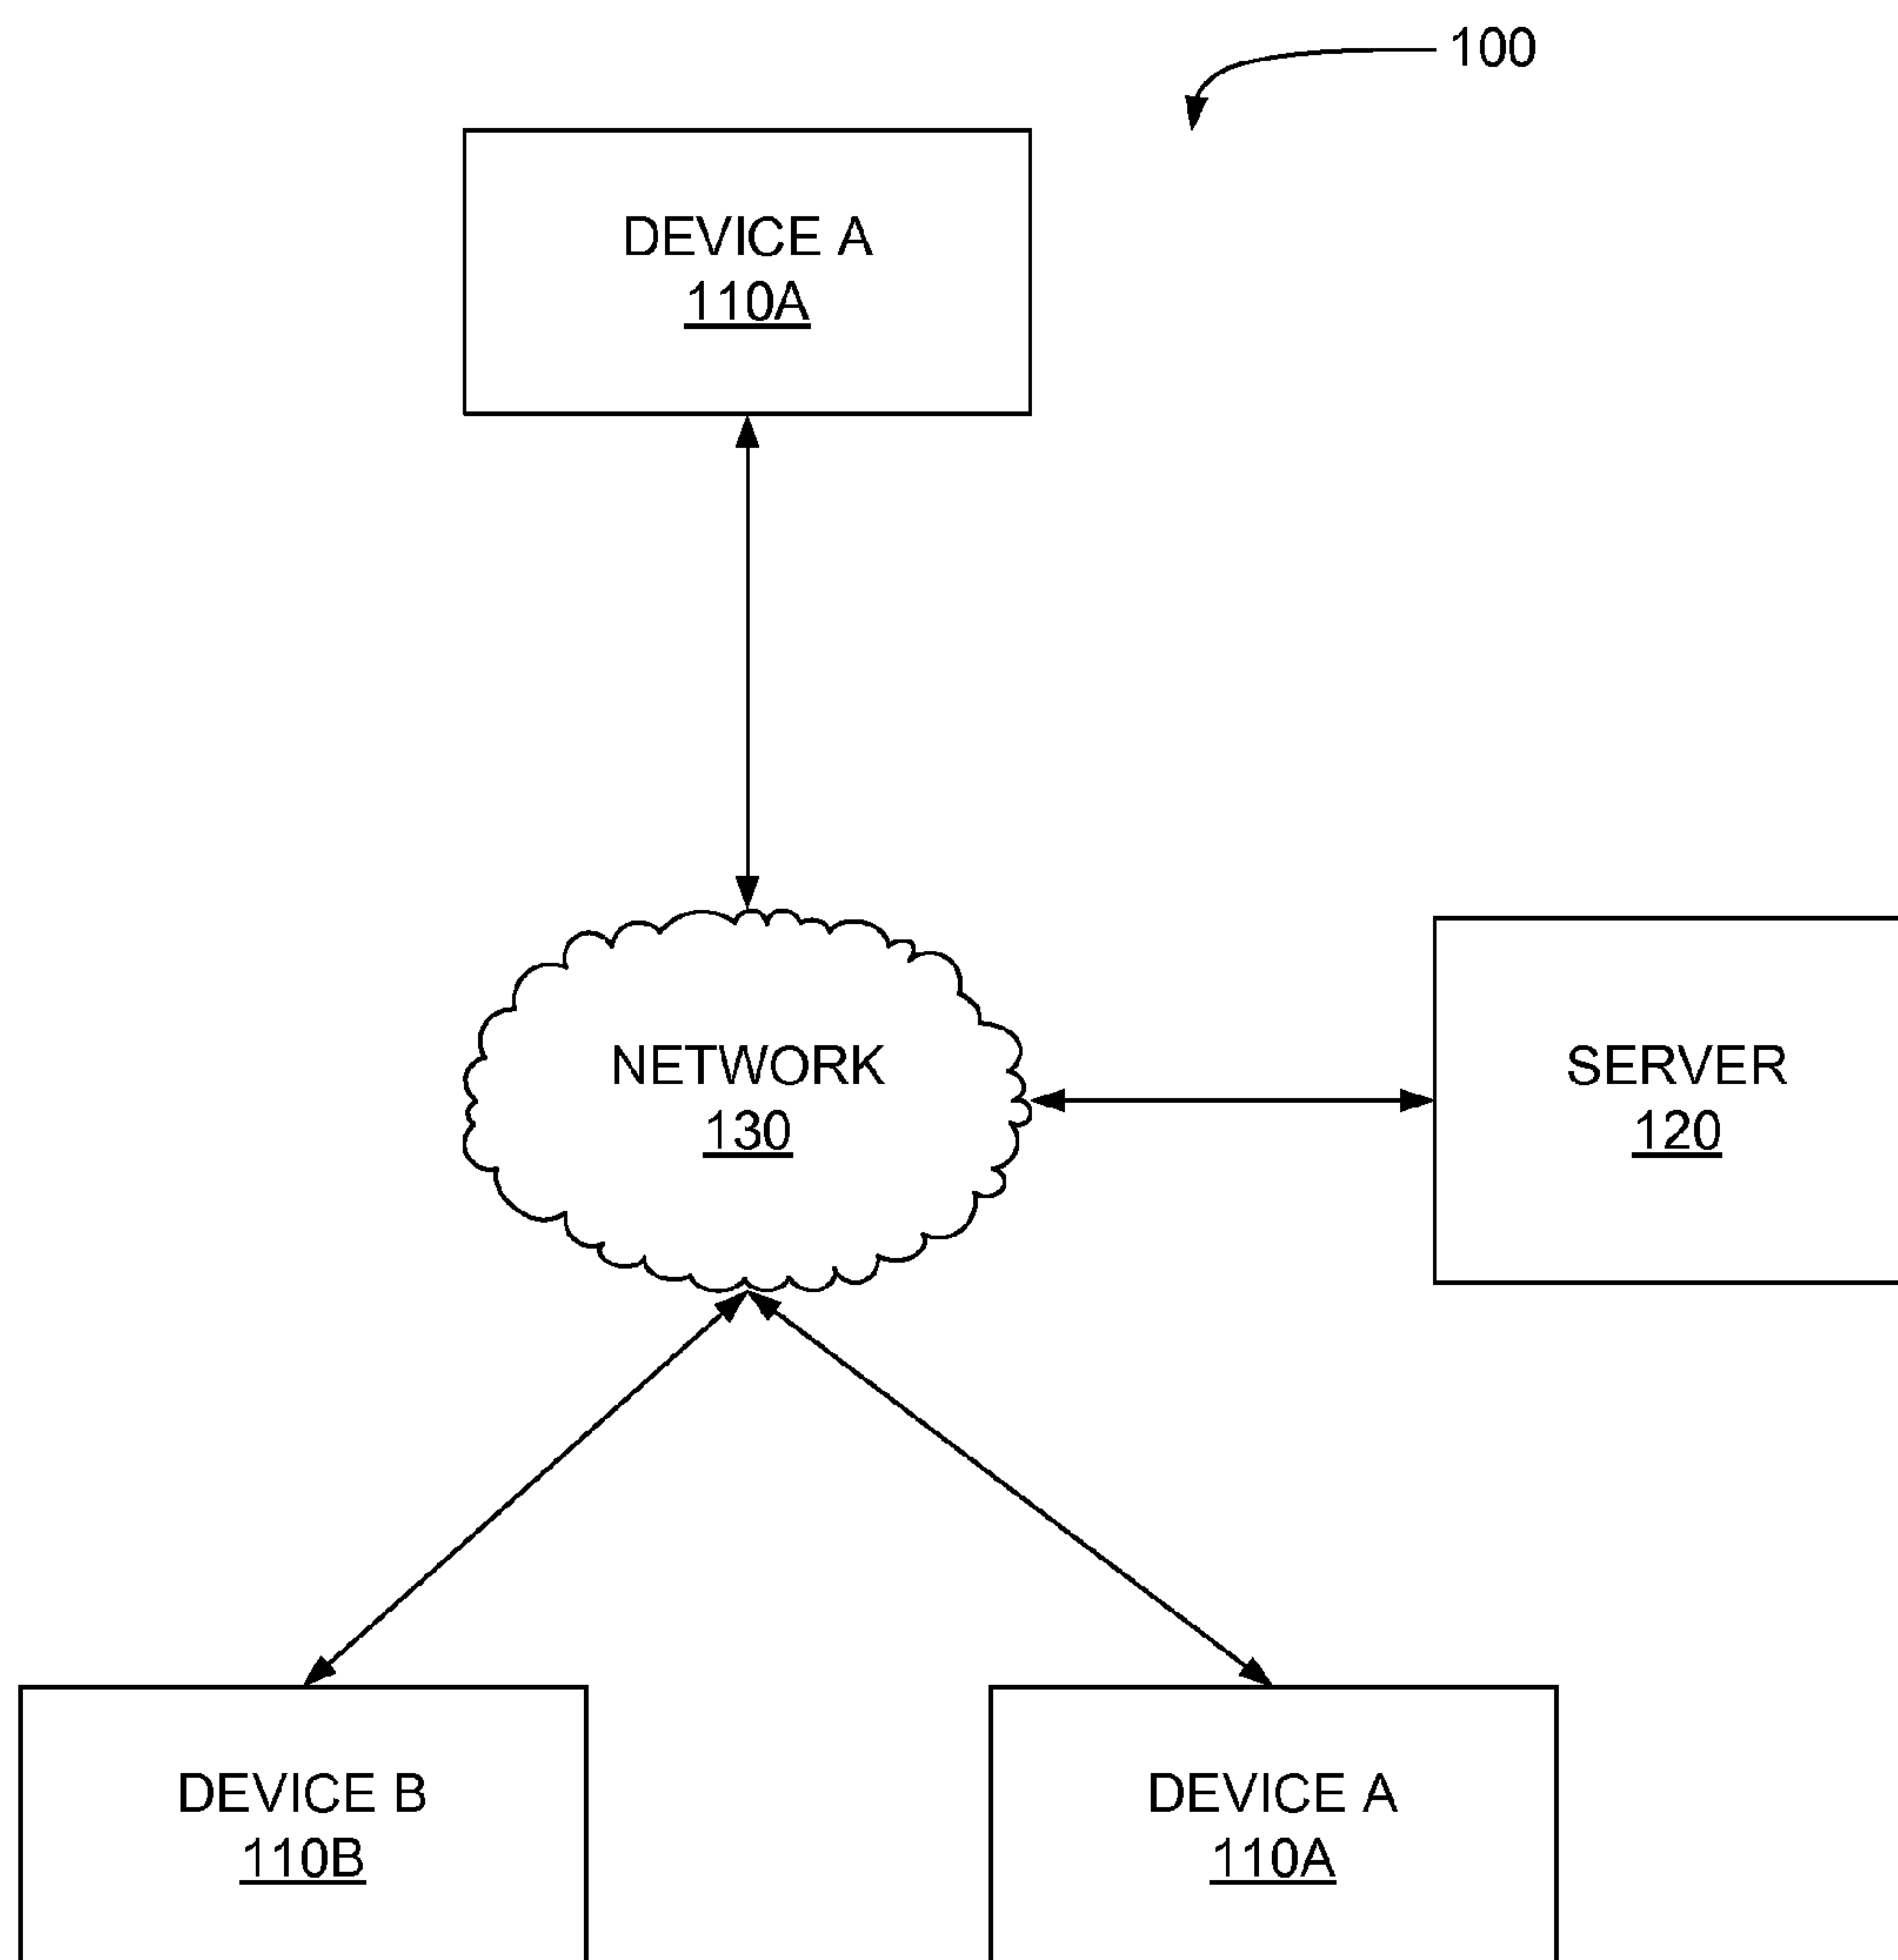 100
DEVICE A
110A
NETWORK
130
SERVER
120
DEVICE B
110B
DEVICE A
110A